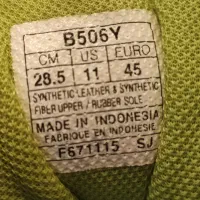 B506Y
CM US EURO
28.5 11 45
SYNTHETIC LEATHER & SYNTHETIC
FIBER UPPER / RUBBER SOLE
MADE IN INDONESIA
FABRIQUE EN INDONESIE
F671115 SJ